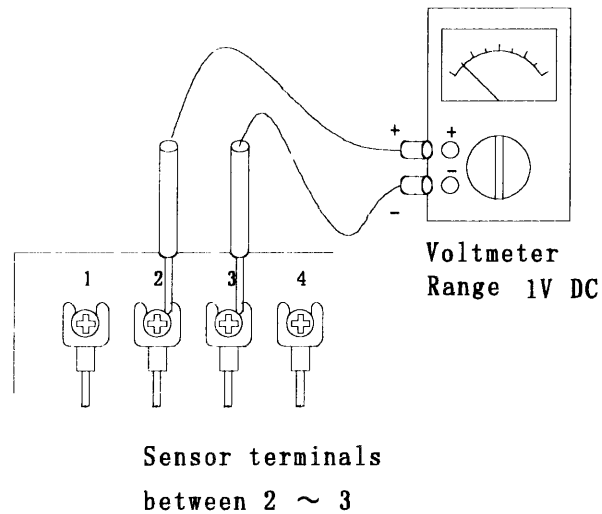 + +
− −
Voltmeter
Range 1V DC
1 2 3 4
Sensor terminals
between 2 ～ 3